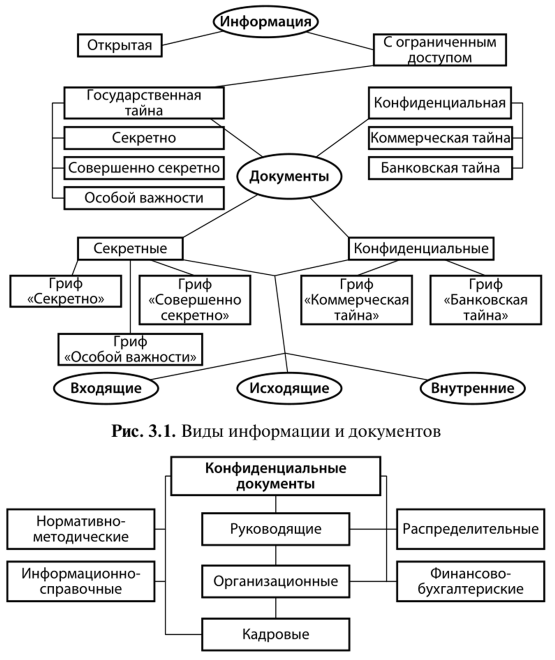 Информация
Открытая
С ограниченным
доступом
Государственная
тайна
Конфиденциальная
Секретно
Коммерческая тайна
Совершенно секретно
Банковская тайна
Документы
Особой важности
Секретные
Конфиденциальные
Гриф
«Секретно»
Гриф
«Совершенно
секретно»
Гриф
«Коммерческая
тайна»
Гриф
«Банковская
тайна»
Гриф
«Особой важности»
Входящие
Исходящие
Внутренние
Рис. 3.1. Виды информации и документов
Конфиденциальные
документы
Нормативно-
методические
Руководящие
Распределительные
Информационно-
справочные
Организационные
Финансово-
бухгалтериские
Кадровые